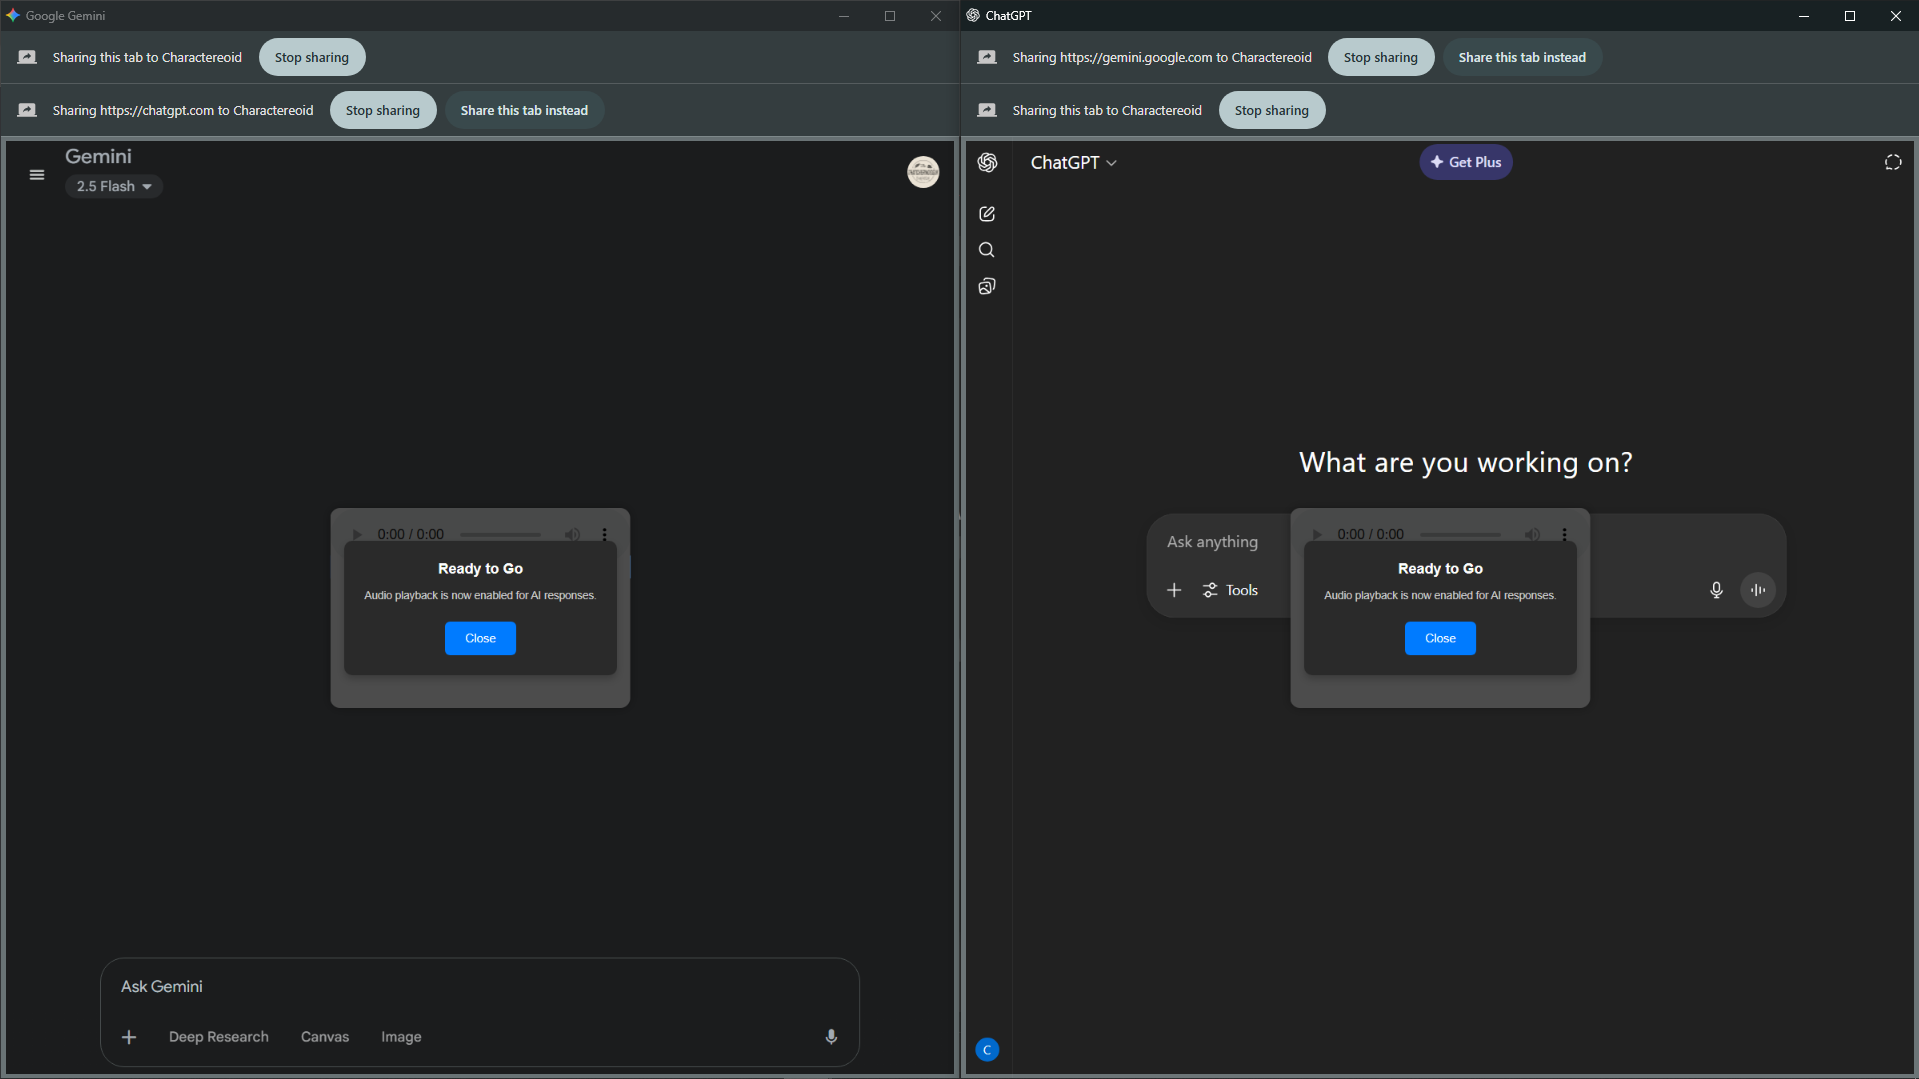 Google Gemini
Sharing this tab to Charactereoid
Stop sharing
Sharing https://chatgpt.com to Charactereoid
Stop sharing
Share this tab instead
Gemini
2.5 Flash
0:00 / 0:00
Ready to Go
Audio playback is now enabled for AI responses.
Close
Ask Gemini
Deep Research
Canvas
Image
ChatGPT
Sharing https://gemini.google.com to Charactereoid
Stop sharing
Share this tab instead
Sharing this tab to Charactereoid
Stop sharing
ChatGPT
Get Plus
What are you working on?
Ask anything
Tools
0:00 / 0:00
Ready to Go
Audio playback is now enabled for AI responses.
Close
C